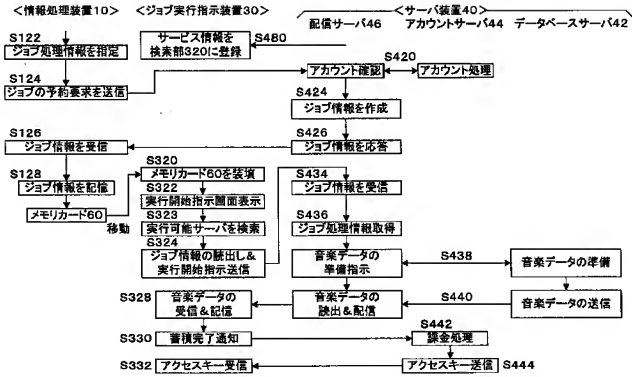 <情報処理装置10>
<ジョブ実行指示装置30>
<サーバ装置40>
配信サーバ46 アカウントサーバ44 データベースサーバ42
S122
ジョブ処理情報を指定
サービス情報を
検索部320に登録
S480
S124
ジョブの予約要求を送信
アカウント確認
S420
アカウント処理
S424
ジョブ情報を作成
S126
ジョブ情報を受信
S426
ジョブ情報を応答
S128
ジョブ情報を記憶
メモリカード60
移動
S320
メモリカード60を装填
S322
実行開始指示画面表示
S323
実行可能サーバを検索
S324
ジョブ情報の読出し&
実行開始指示送信
S434
ジョブ情報を受信
S436
ジョブ処理情報取得
音楽データの
準備指示
S438
音楽データの準備
S328
音楽データの
受信&記憶
音楽データの
読出&配信
S440
音楽データの送信
S330
蓄積完了通知
S442
課金処理
S332
アクセスキー受信
アクセスキー送信
S444